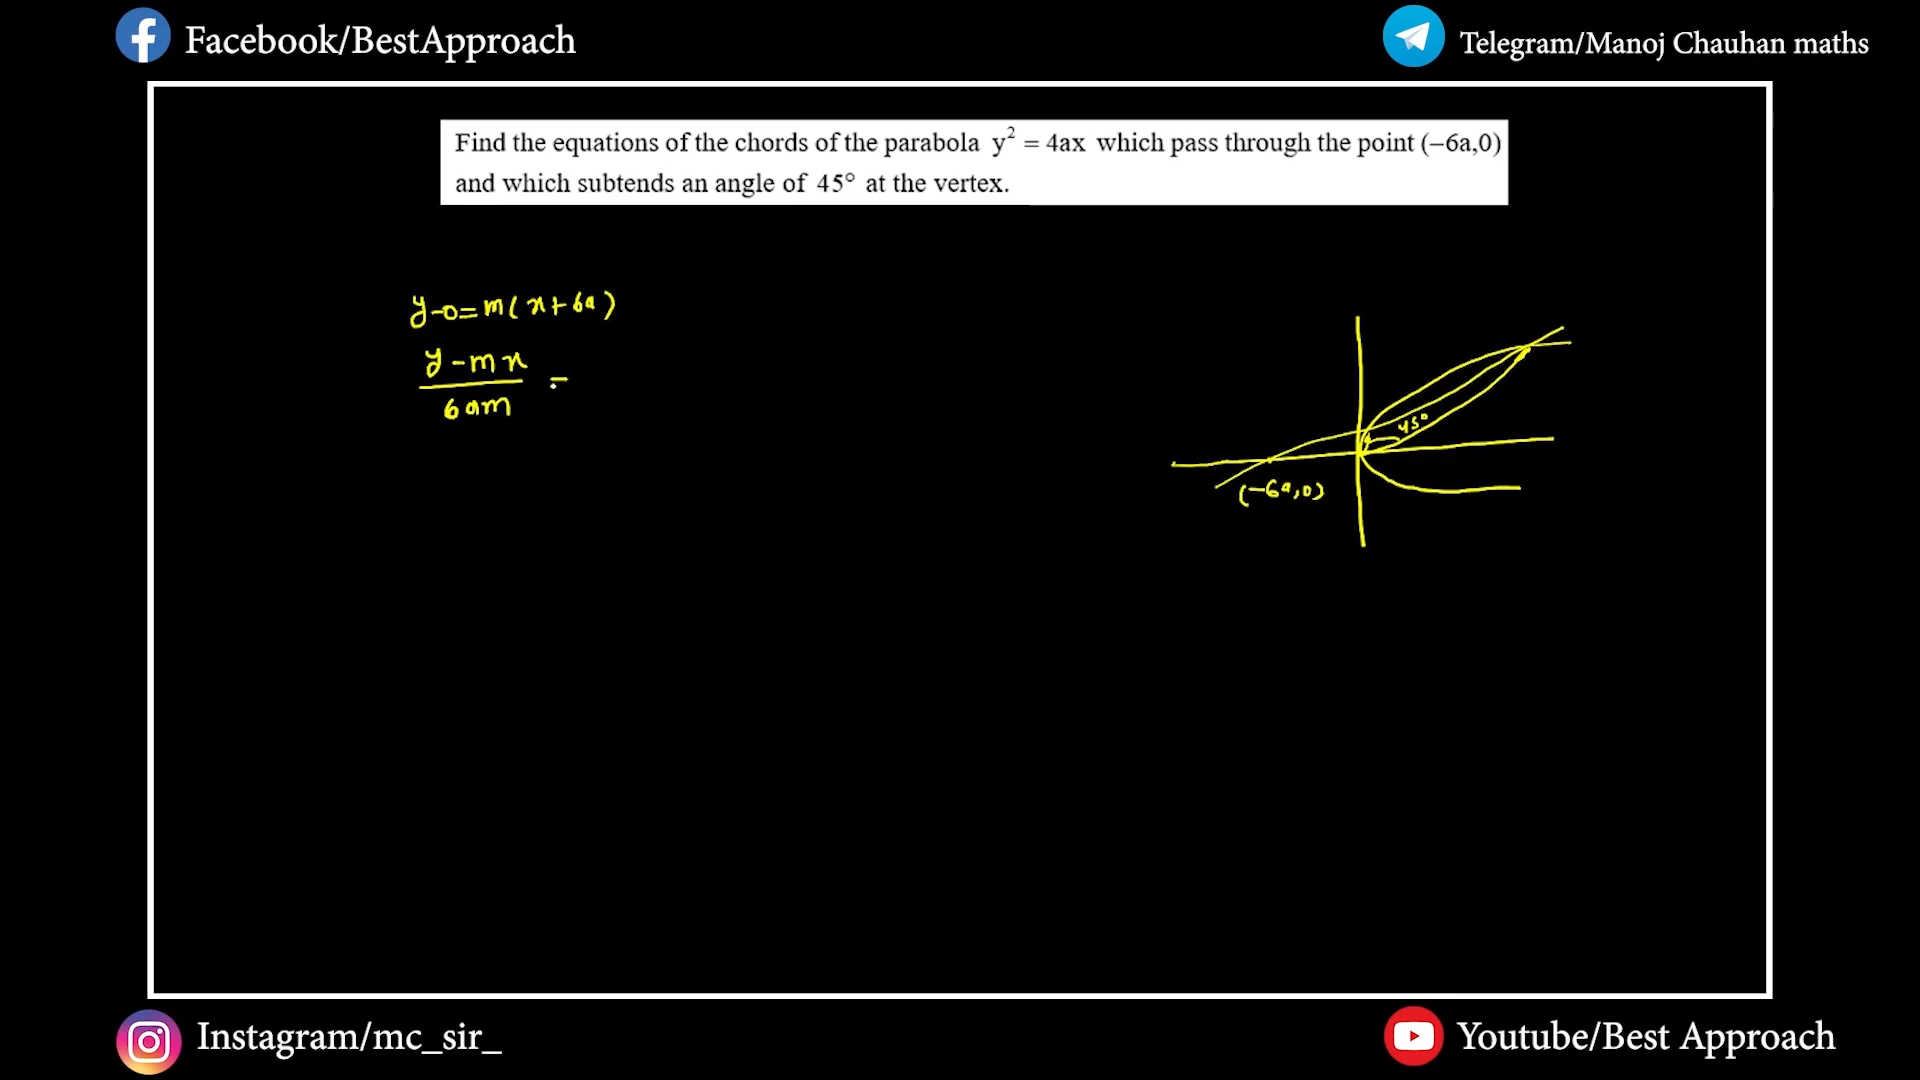 Facebook/BestApproach
Telegram/Manoj Chauhan maths
Find the equations of the chords of the parabola y² = 4ax which pass through the point (−6a,0)
and which subtends an angle of 45° at the vertex.
y-0=m(x+6a)
y-mx
6am
=
45°
(-6a,0)
Instagram/mc_sir_
Youtube/Best Approach